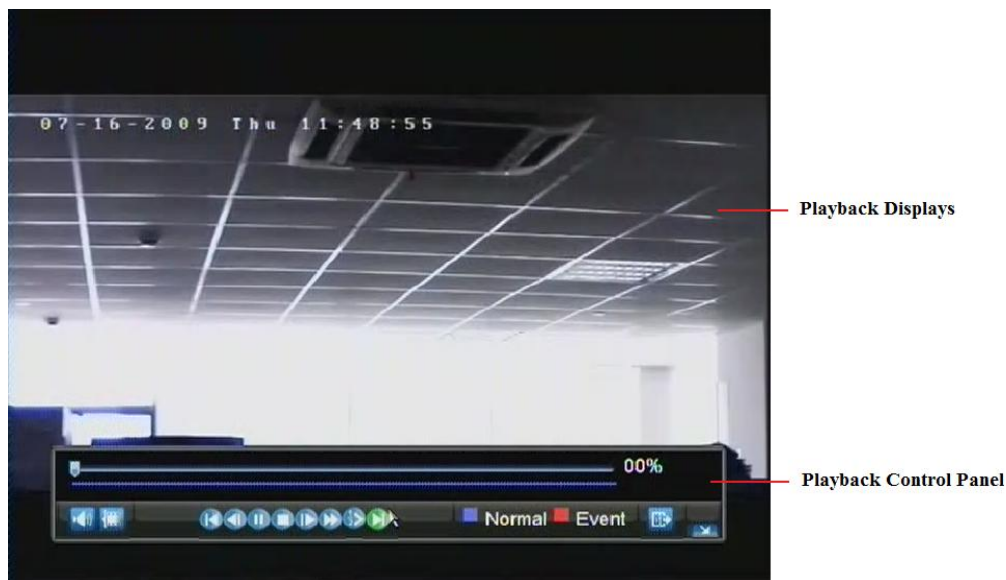 07-16-2009 Thu 11:48:55
Playback Displays
00%
Playback Control Panel
Normal
Event